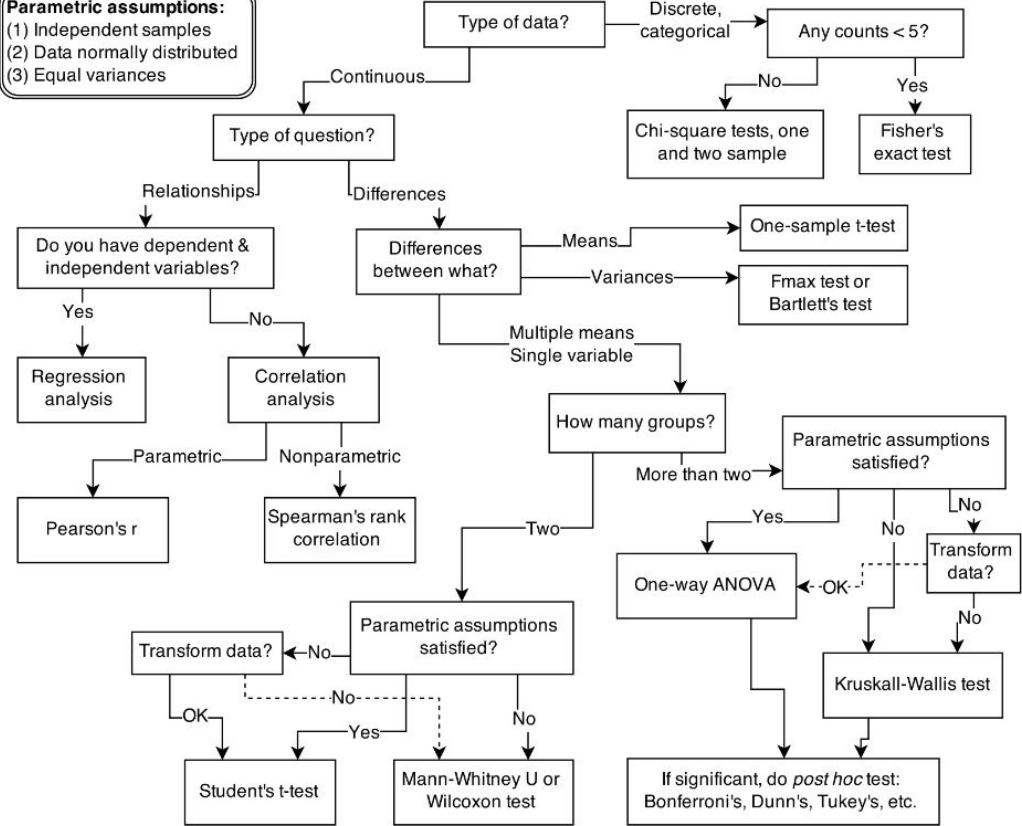 Parametric assumptions:
(1) Independent samples
(2) Data normally distributed
(3) Equal variances
Type of data?
Discrete,
categorical
Any counts < 5?
Continuous
No
Yes
Type of question?
Chi-square tests, one
and two sample
Fisher's
exact test
Relationships
Differences
Do you have dependent &
independent variables?
Differences
between what?
Means
One-sample t-test
Variances
Fmax test or
Bartlett's test
Yes
No
Multiple means
Single variable
Regression
analysis
Correlation
analysis
How many groups?
Parametric assumptions
satisfied?
Parametric
Nonparametric
More than two
Pearson's r
Spearman's rank
correlation
Two
Yes
No
No
One-way ANOVA
OK
Transform
data?
No
Parametric assumptions
satisfied?
Transform data?
No
Kruskall-Wallis test
No
OK
Yes
No
Student's t-test
Mann-Whitney U or
Wilcoxon test
If significant, do post hoc test:
Bonferroni's, Dunn's, Tukey's, etc.